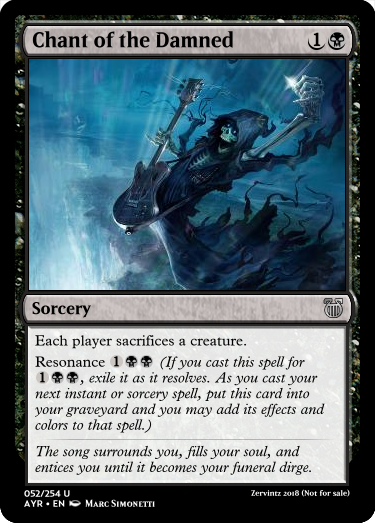 Chant of the Damned 1
Sorcery
Each player sacrifices a creature.
Resonance 1 (If you cast this spell for
1 , exile it as it resolves. As you cast your
next instant or sorcery spell, put this card into
your graveyard and you may add its effects and
colors to that spell.)
The song surrounds you, fills your soul, and
entices you until it becomes your funeral dirge.
052/254 U
Zervintz 2018 (Not for sale)
AYR • EN Marc Simonetti